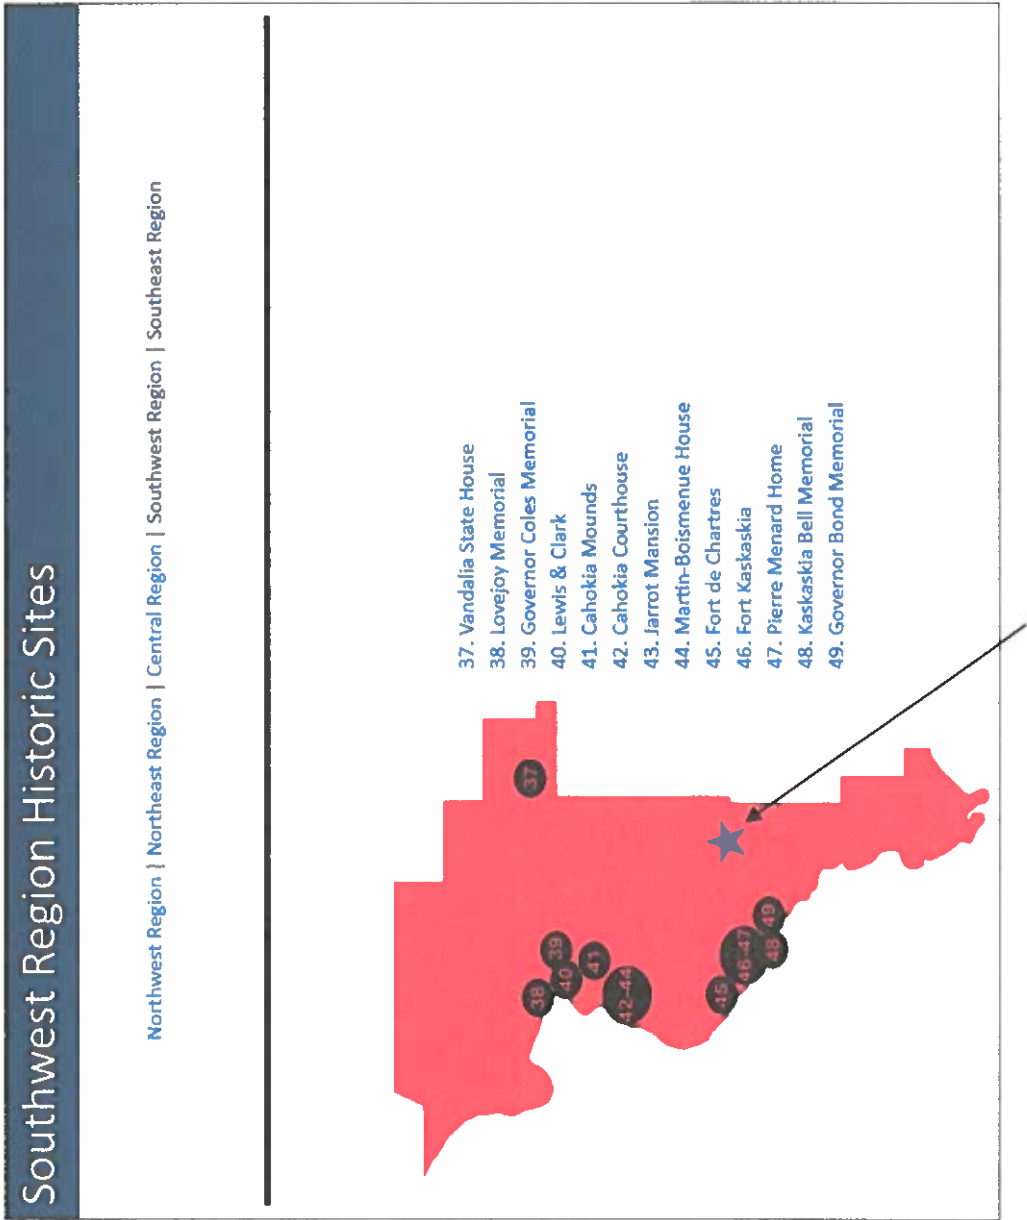 Southwest Region Historic Sites
Northwest Region | Northeast Region | Central Region | Southwest Region | Southeast Region
37. Vandalia State House
38. Lovejoy Memorial
39. Governor Coles Memorial
40. Lewis & Clark
41. Cahokia Mounds
42. Cahokia Courthouse
43. Jarrot Mansion
44. Martin-Boismenue House
45. Fort de Chartres
46. Fort Kaskaskia
47. Pierre Menard Home
48. Kaskaskia Bell Memorial
49. Governor Bond Memorial
37
38
39
40
41
42-44
45
46-47
48
49